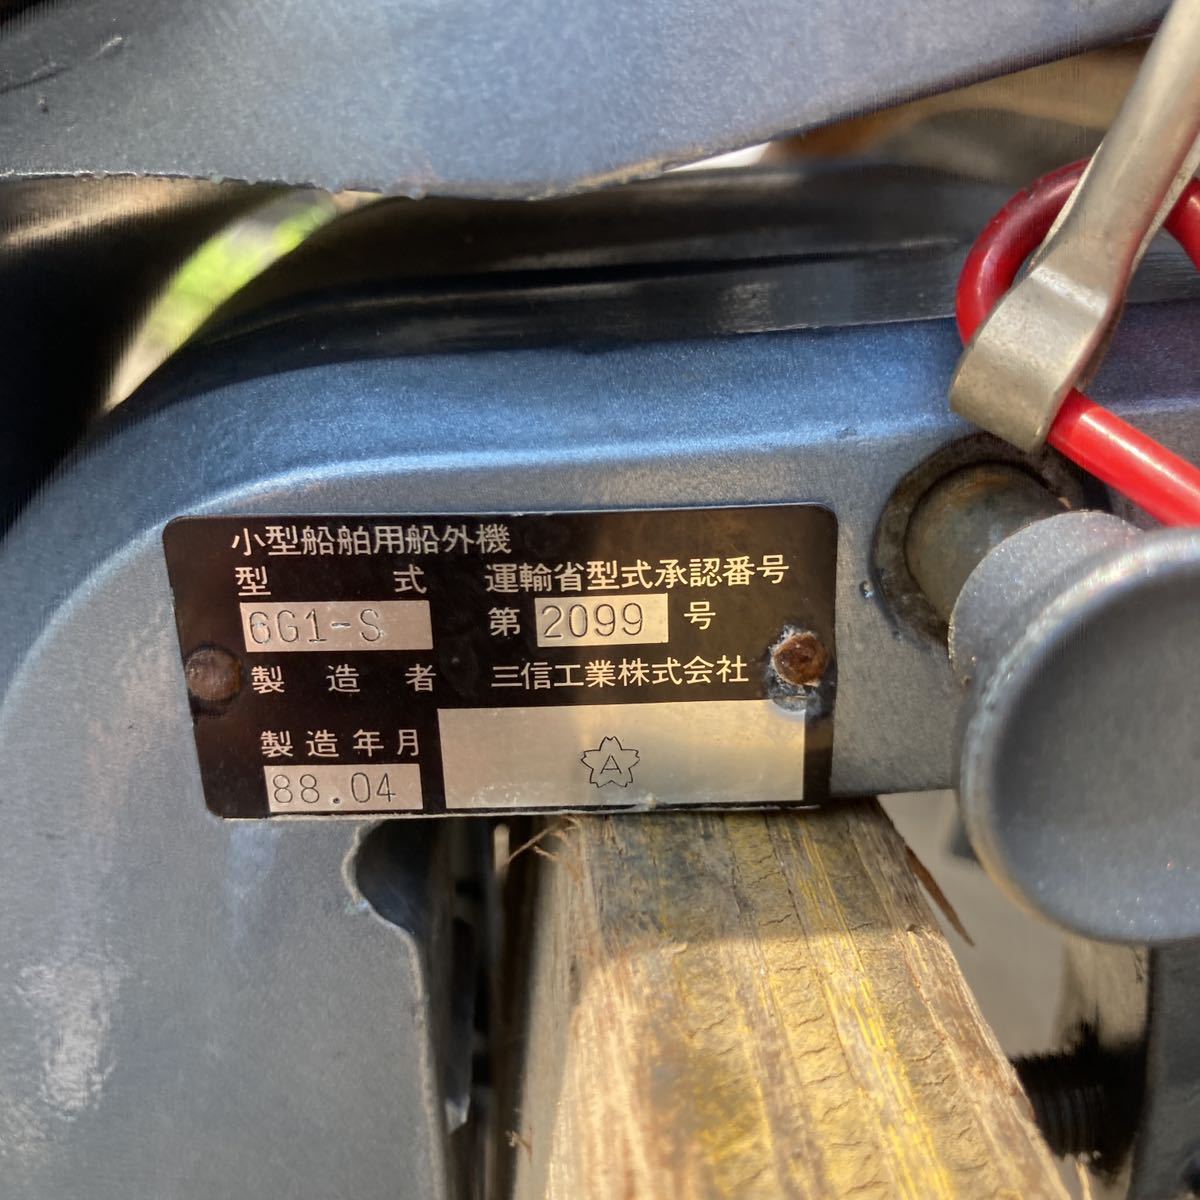 小型船舶用船外機
型式 運輸省型式承認番号
6G1-S 第 2099 号
製造者 三信工業株式会社
製造年月
88.04
A